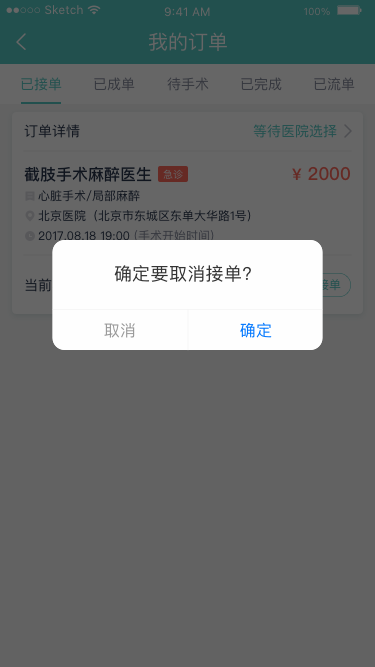 Sketch 9:41 AM 100%
我的订单
已接单 已成单 待手术 已完成 已流单
订单详情 等待医院选择
截肢手术麻醉医生 急诊 ¥ 2000
心脏手术/局部麻醉
北京医院（北京市东城区东单大华路1号）
2017.08.18 19:00 (手术开始时间)
当前 接单
确定要取消接单?
取消 确定